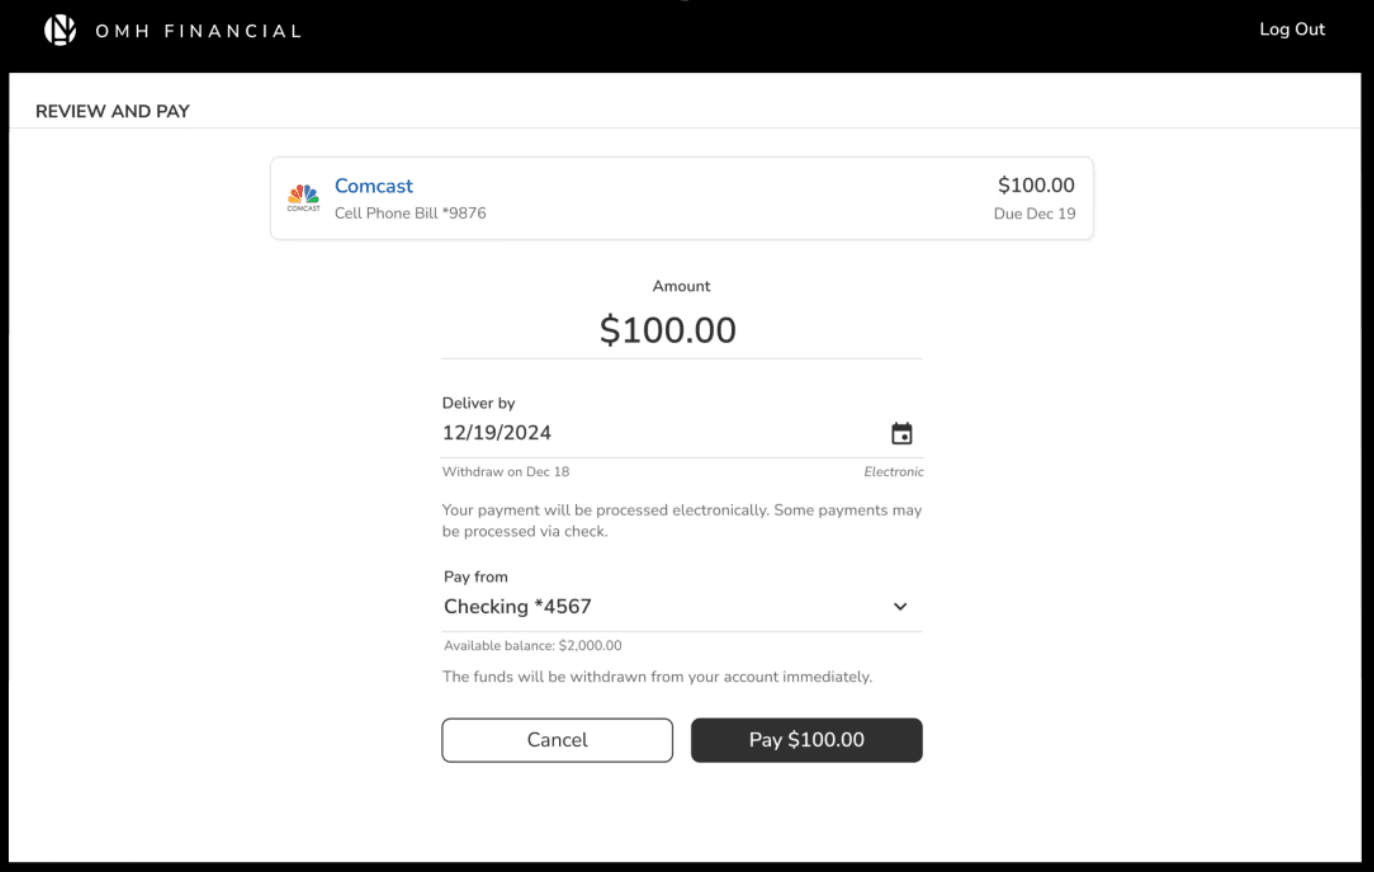 OMH FINANCIAL
Log Out
REVIEW AND PAY
COMCAST
Comcast
$100.00
Cell Phone Bill *9876
Due Dec 19
Amount
$100.00
Deliver by
12/19/2024
Withdraw on Dec 18
Electronic
Your payment will be processed electronically. Some payments may
be processed via check.
Pay from
Checking *4567
Available balance: $2,000.00
The funds will be withdrawn from your account immediately.
Cancel
Pay $100.00